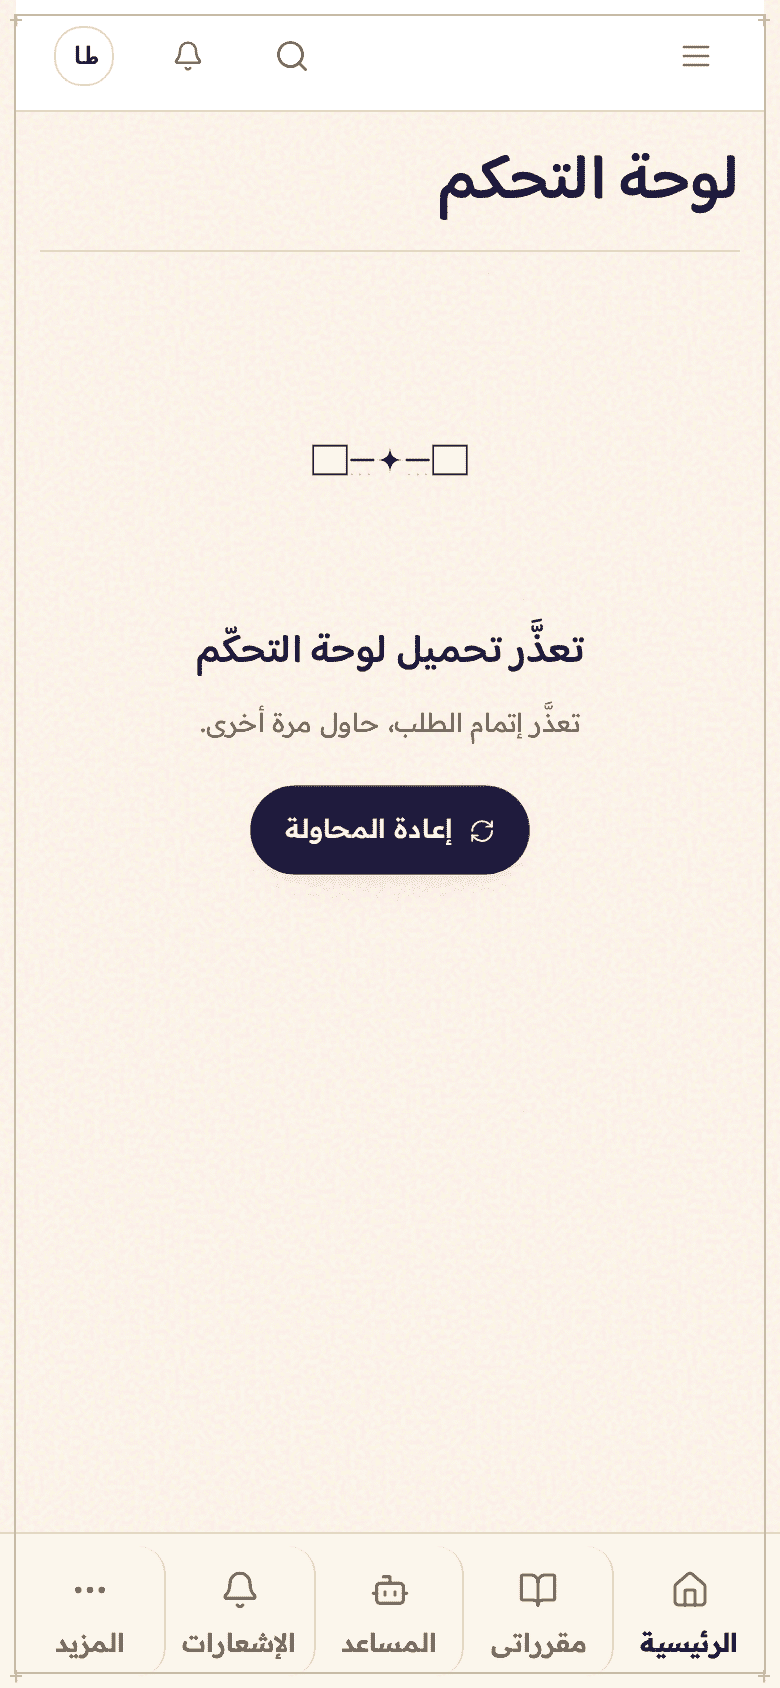 طا
لوحة التحكم
□—✦—□
تعذَّر تحميل لوحة التحكّم
تعذَّر إتمام الطلب، حاول مرة أخرى.
إعادة المحاولة
الرئيسية
مقرراتى
المساعد
الإشعارات
المزيد